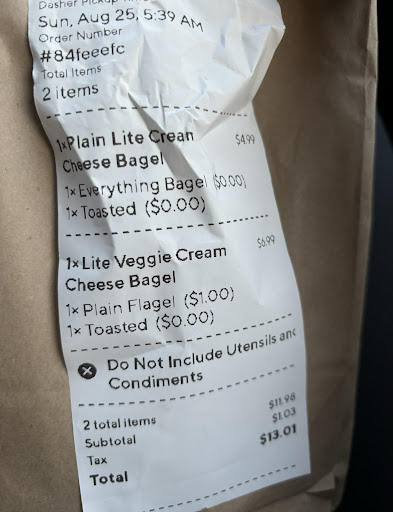 Dasher Pickup
Sun, Aug 25, 5:39 AM
Order Number
#84feeefc
Total Items
2 items
1x Plain Lite Cream $4.99
Cheese Bagel
1x Everything Bagel ($0.00)
1x Toasted ($0.00)
1x Lite Veggie Cream $6.99
Cheese Bagel
1x Plain Flagel ($1.00)
1x Toasted ($0.00)
Do Not Include Utensils and
Condiments
2 total items
Subtotal $11.98
Tax $1.03
Total $13.01